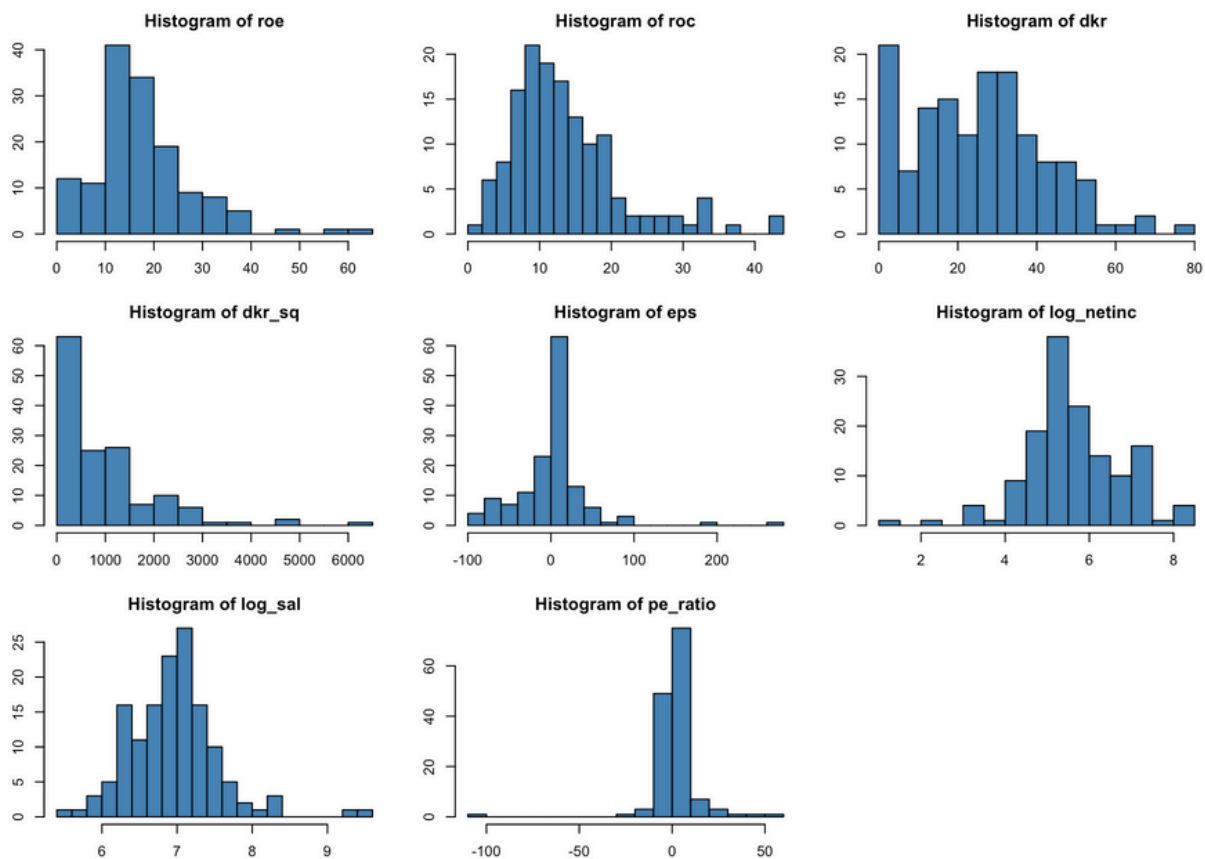 Histogram of roe
40
30
20
10
0
0 10 20 30 40 50 60
Histogram of roc
20
15
10
5
0
0 10 20 30 40
Histogram of dkr
20
15
10
5
0
0 20 40 60 80
Histogram of dkr_sq
60
50
40
30
20
10
0
0 1000 2000 3000 4000 5000 6000
Histogram of eps
60
50
40
30
20
10
0
-100 0 100 200
Histogram of log_netinc
30
20
10
0
2 4 6 8
Histogram of log_sal
25
20
15
10
5
0
6 7 8 9
Histogram of pe_ratio
60
40
20
0
-100 -50 0 50